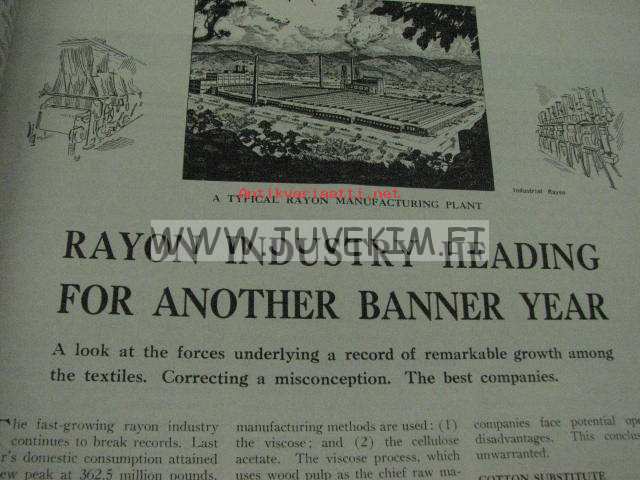 Industrial Rayon
A TYPICAL RAYON MANUFACTURING PLANT
Antikvariaatti.net
WWW.JUVEKIM.FI
RAYON INDUSTRY HEADING
FOR ANOTHER BANNER YEAR
A look at the forces underlying a record of remarkable growth among
the textiles. Correcting a misconception. The best companies.
The fast-growing rayon industry
continues to break records. Last
r's domestic consumption attained
ew peak at 362.5 million pounds,
manufacturing methods are used: (1)
the viscose; and (2) the cellulose
acetate. The viscose process, which
uses wood pulp as the chief raw ma-
companies face potential ope
disadvantages. This conclus
unwarranted.
COTTON SUBSTITUTE